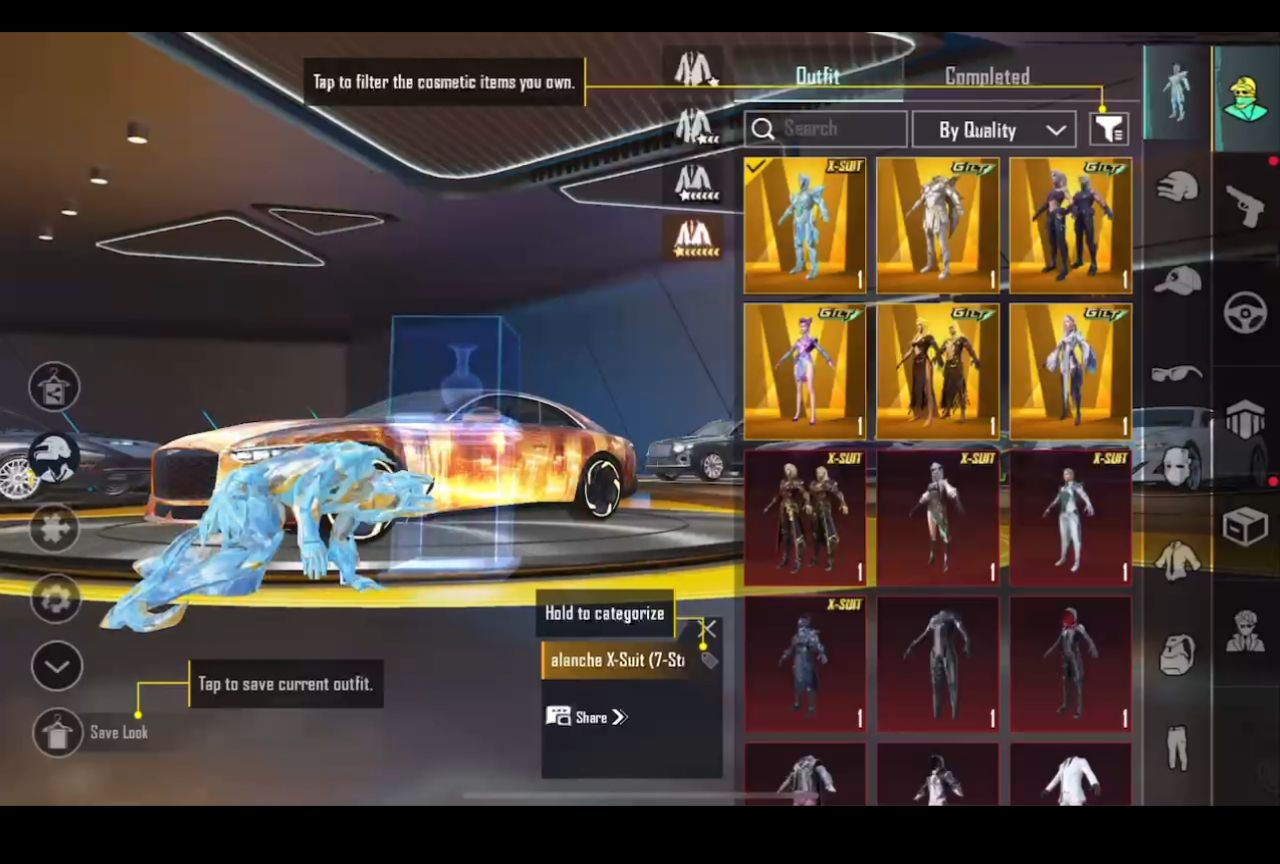 Tap to filter the cosmetic items you own.
Outfit
Completed
Search
By Quality
X-SUIT
GILT
GILT
1
1
1
GILT
GILT
GILT
1
1
1
X-SUIT
X-SUIT
X-SUIT
1
1
1
X-SUIT
1
1
1
Hold to categorize
alanche X-Suit (7-St
Share
Tap to save current outfit.
Save Look